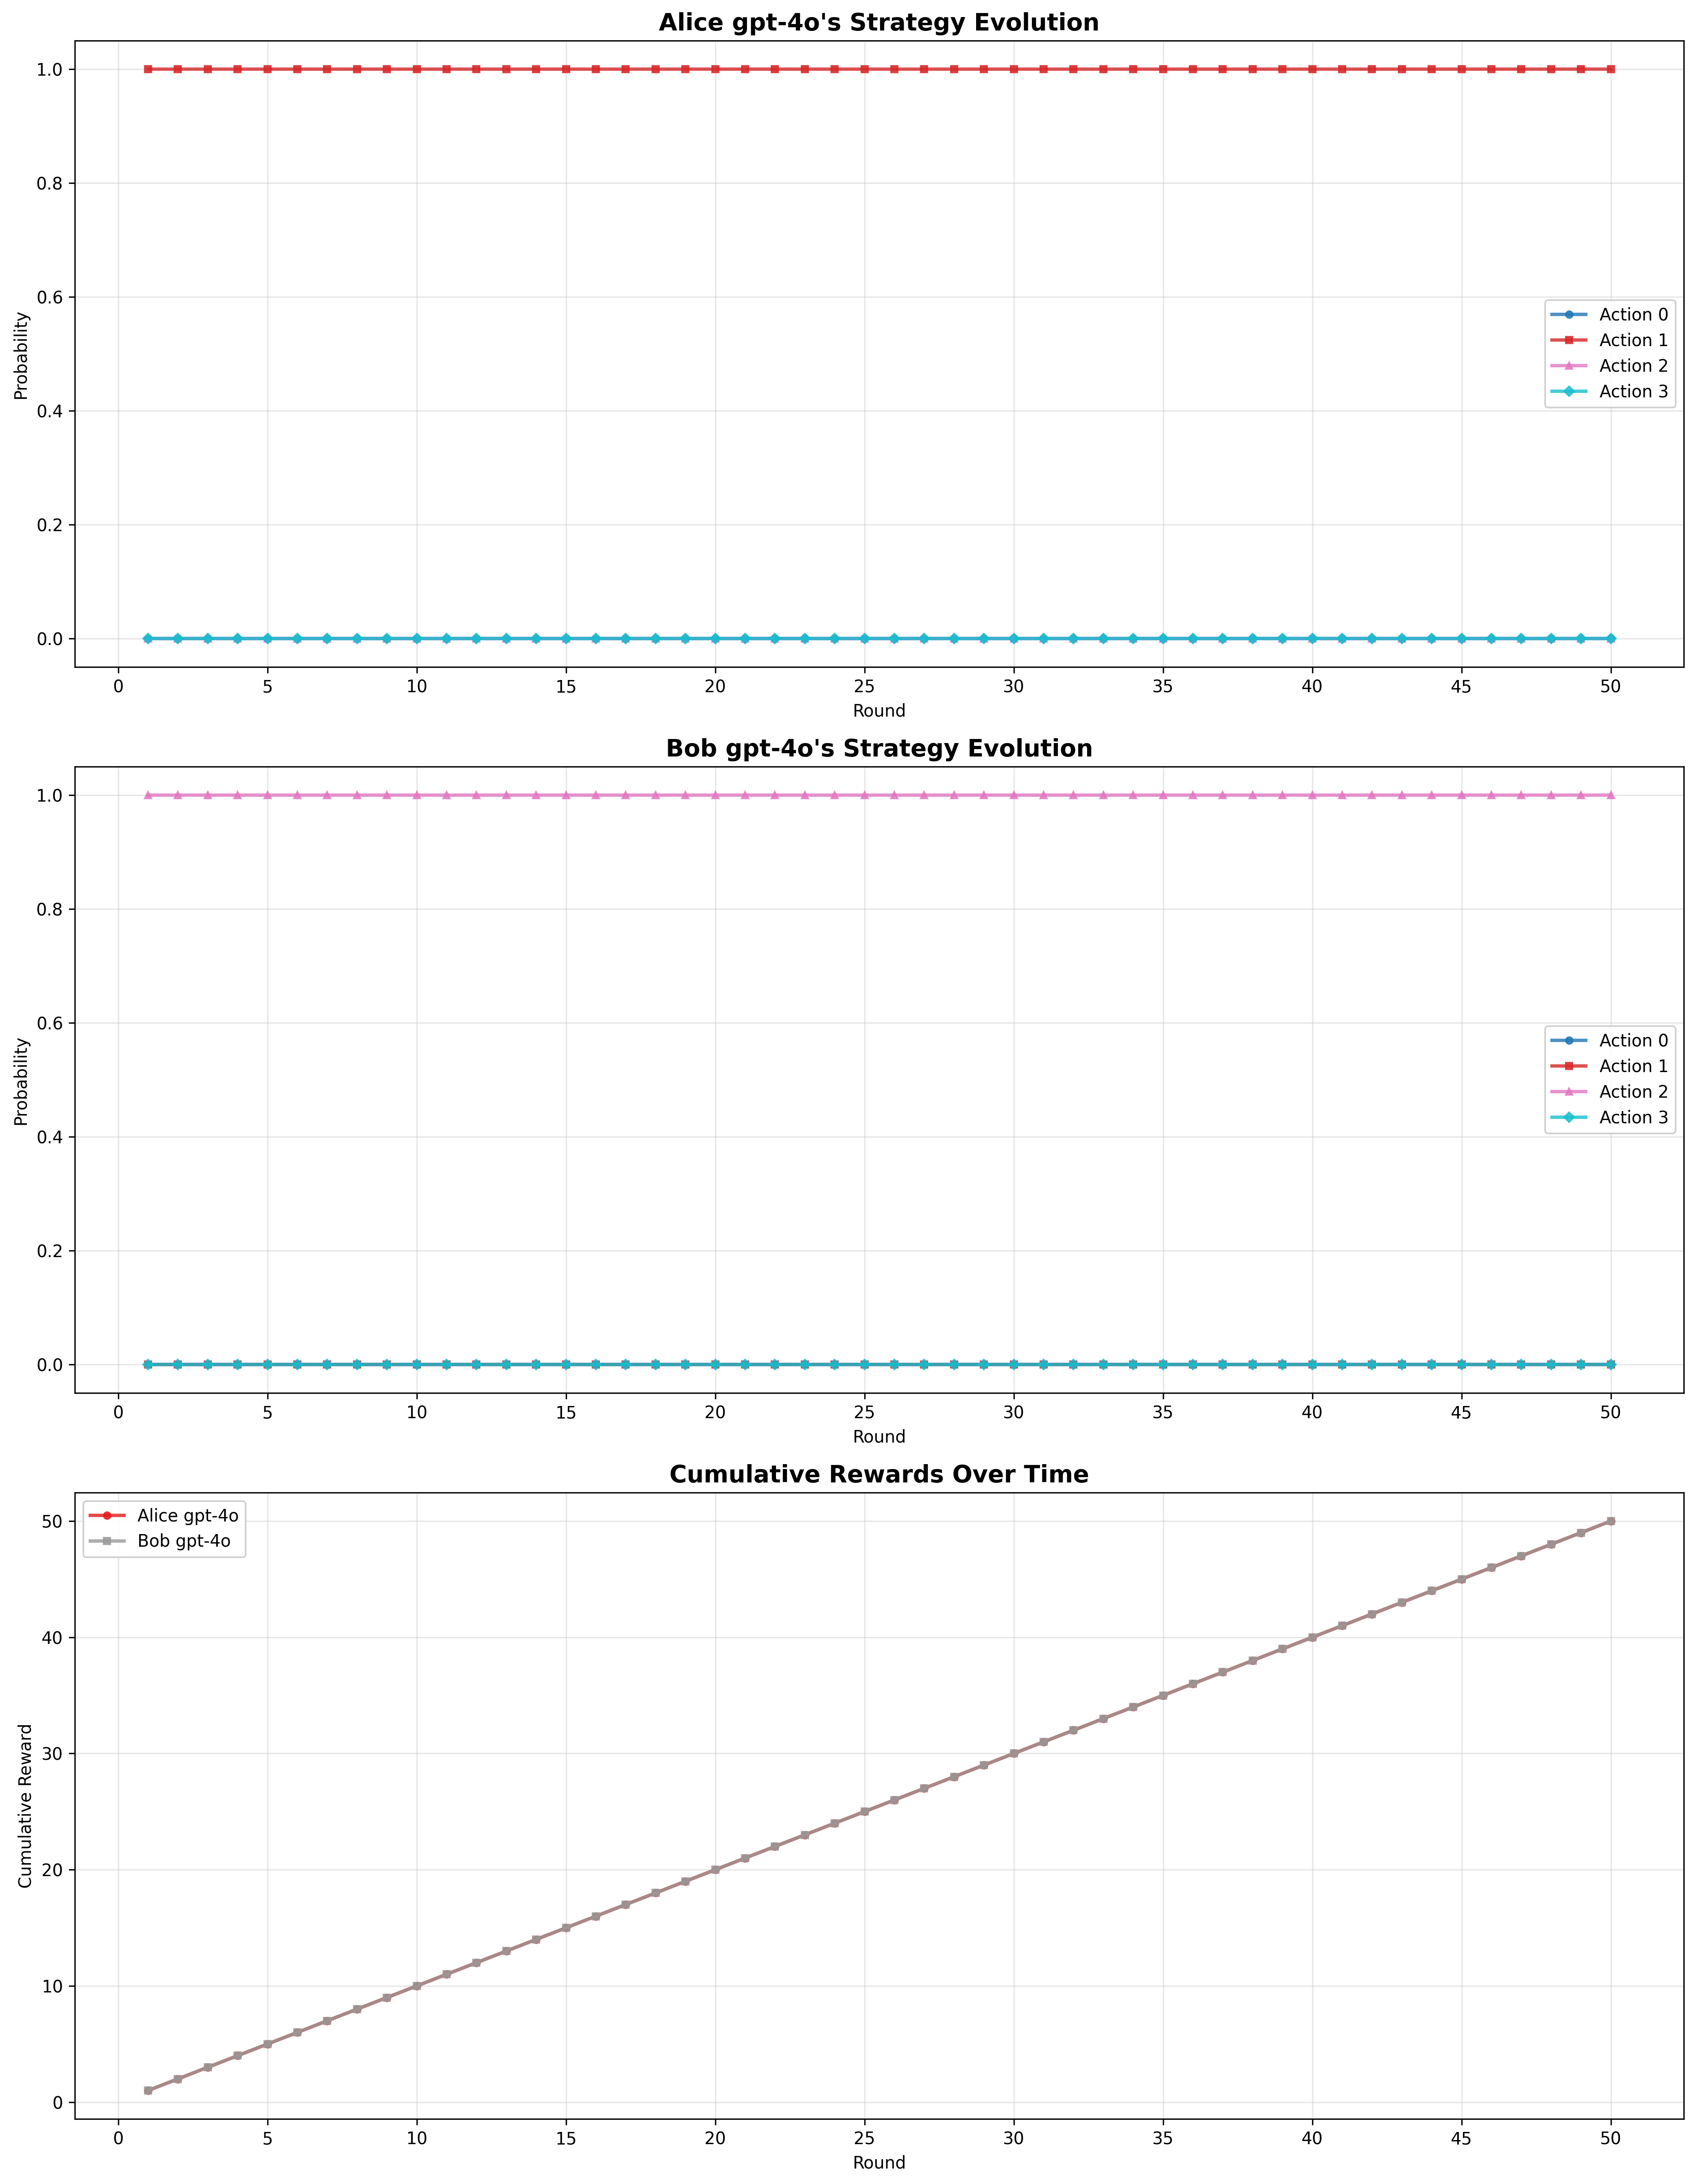 Alice gpt-4o's Strategy Evolution
1.0
0.8
0.6
0.4
0.2
0.0
Probability
Action 0
Action 1
Action 2
Action 3
0 5 10 15 20 25 30 35 40 45 50
Round
Bob gpt-4o's Strategy Evolution
1.0
0.8
0.6
0.4
0.2
0.0
Probability
Action 0
Action 1
Action 2
Action 3
0 5 10 15 20 25 30 35 40 45 50
Round
Cumulative Rewards Over Time
Alice gpt-4o
Bob gpt-4o
50
40
30
20
10
0
Cumulative Reward
0 5 10 15 20 25 30 35 40 45 50
Round